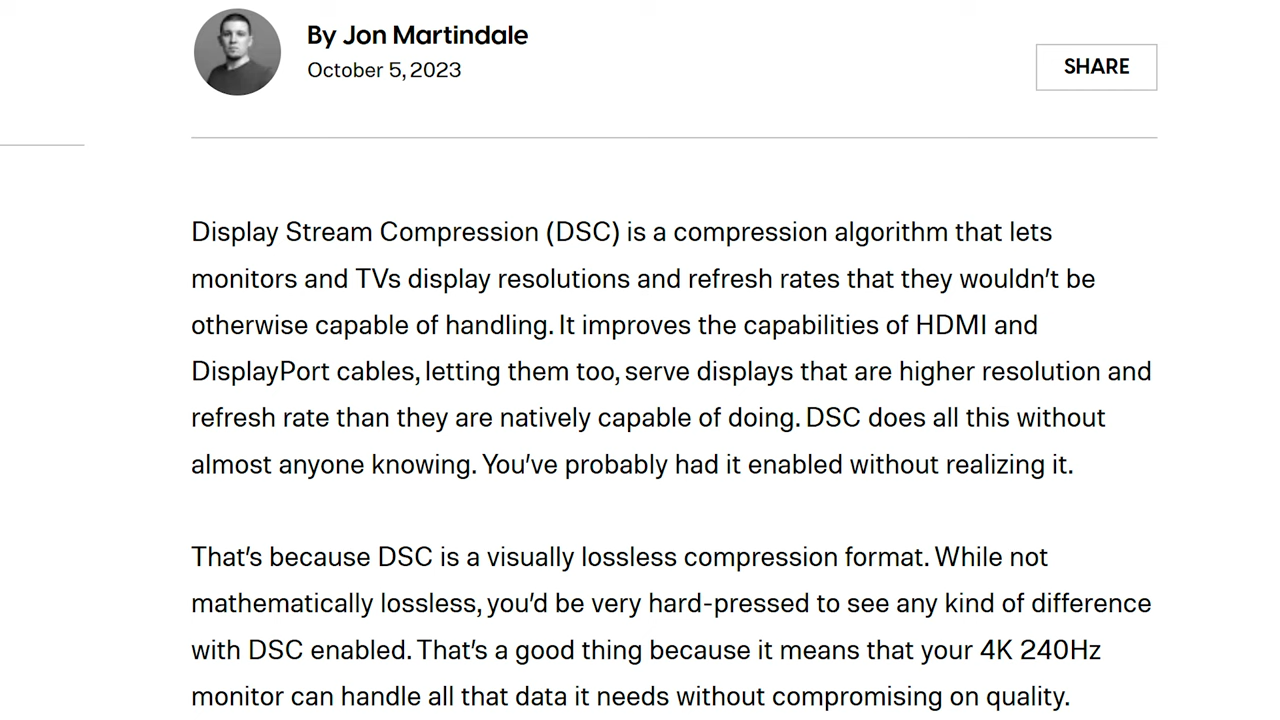 By Jon Martindale
October 5, 2023
SHARE
Display Stream Compression (DSC) is a compression algorithm that lets
monitors and TVs display resolutions and refresh rates that they wouldn't be
otherwise capable of handling. It improves the capabilities of HDMI and
DisplayPort cables, letting them too, serve displays that are higher resolution and
refresh rate than they are natively capable of doing. DSC does all this without
almost anyone knowing. You've probably had it enabled without realizing it.
That's because DSC is a visually lossless compression format. While not
mathematically lossless, you'd be very hard-pressed to see any kind of difference
with DSC enabled. That's a good thing because it means that your 4K 240Hz
monitor can handle all that data it needs without compromising on quality.